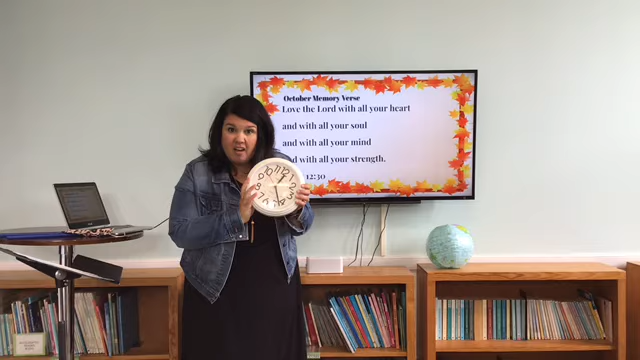 October Memory Verse
Love the Lord with all your heart
and with all your soul
and with all your mind
and with all your strength.
12:30